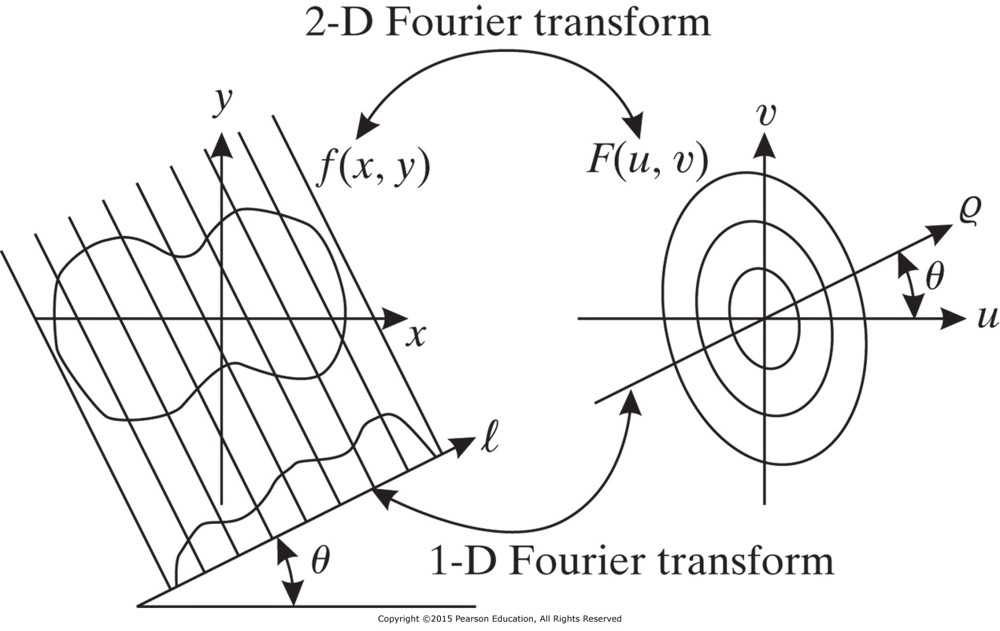 2-D Fourier transform
y
v
f(x, y)
F(u, v)
ϱ
θ
u
x
ℓ
θ
1-D Fourier transform
Copyright ©2015 Pearson Education, All Rights Reserved